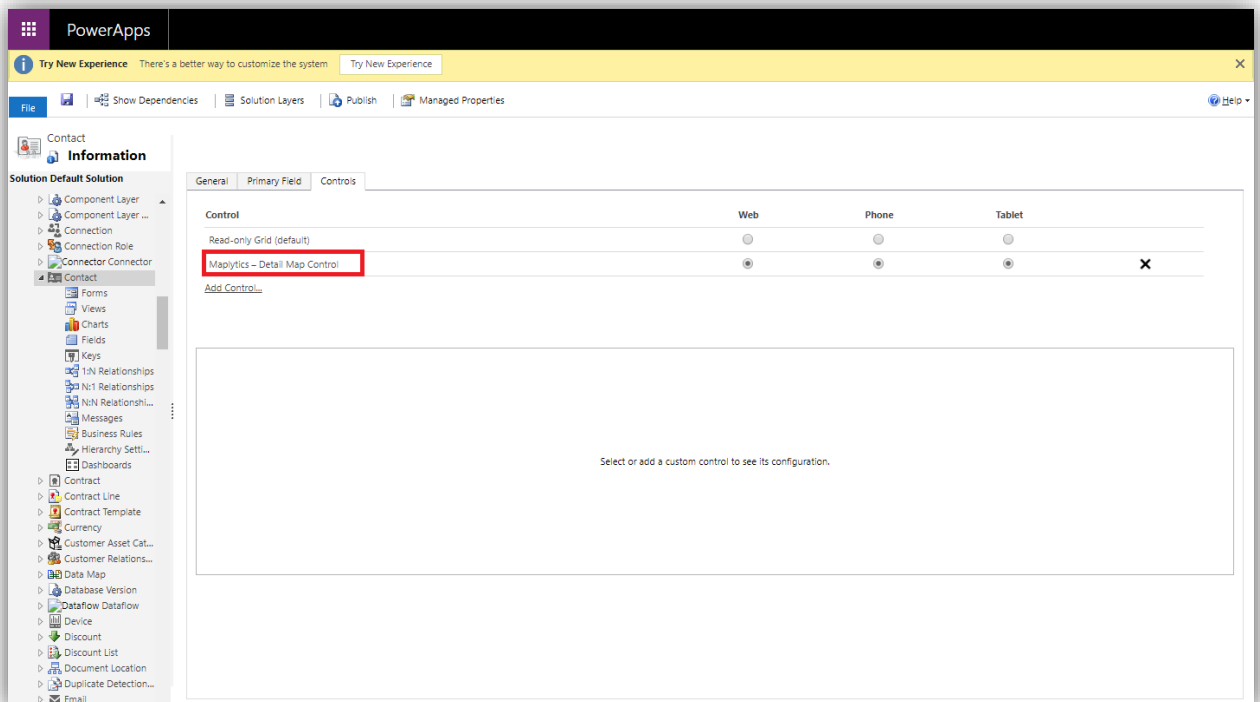 PowerApps
Try New Experience There's a better way to customize the system Try New Experience
File Show Dependencies Solution Layers Publish Managed Properties Help
Contact
Information
Solution Default Solution
General Primary Field Controls
Component Layer
Component Layer ...
Connection
Connection Role
Connector Connector
Contact
Forms
Views
Charts
Fields
Keys
1:N Relationships
N:1 Relationships
N:N Relationshi...
Messages
Business Rules
Hierarchy Setti...
Dashboards
Contract
Contract Line
Contract Template
Currency
Customer Asset Cat...
Customer Relations...
Data Map
Database Version
Dataflow Dataflow
Device
Discount
Discount List
Document Location
Duplicate Detection...
Email
Control Web Phone Tablet
Read-only Grid (default)
Maplytics – Detail Map Control
Add Control...
Select or add a custom control to see its configuration.